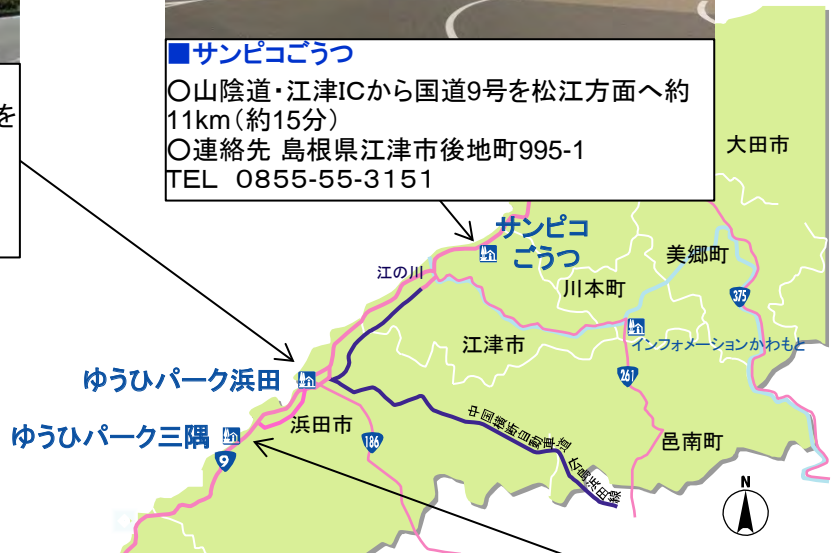 ■サンピコごうつ
○山陰道・江津ICから国道9号を松江方面へ約
11km(約15分)
○連絡先 島根県江津市後地町995-1
TEL 0855-55-3151
を
大田市
サンピコ
ごうつ
美郷町
江の川
川本町
375
江津市
インフォメーションかわもと
261
ゆうひパーク浜田
中国横断自動車道 広島浜田線
浜田市
ゆうひパーク三隅
186
邑南町
9
N